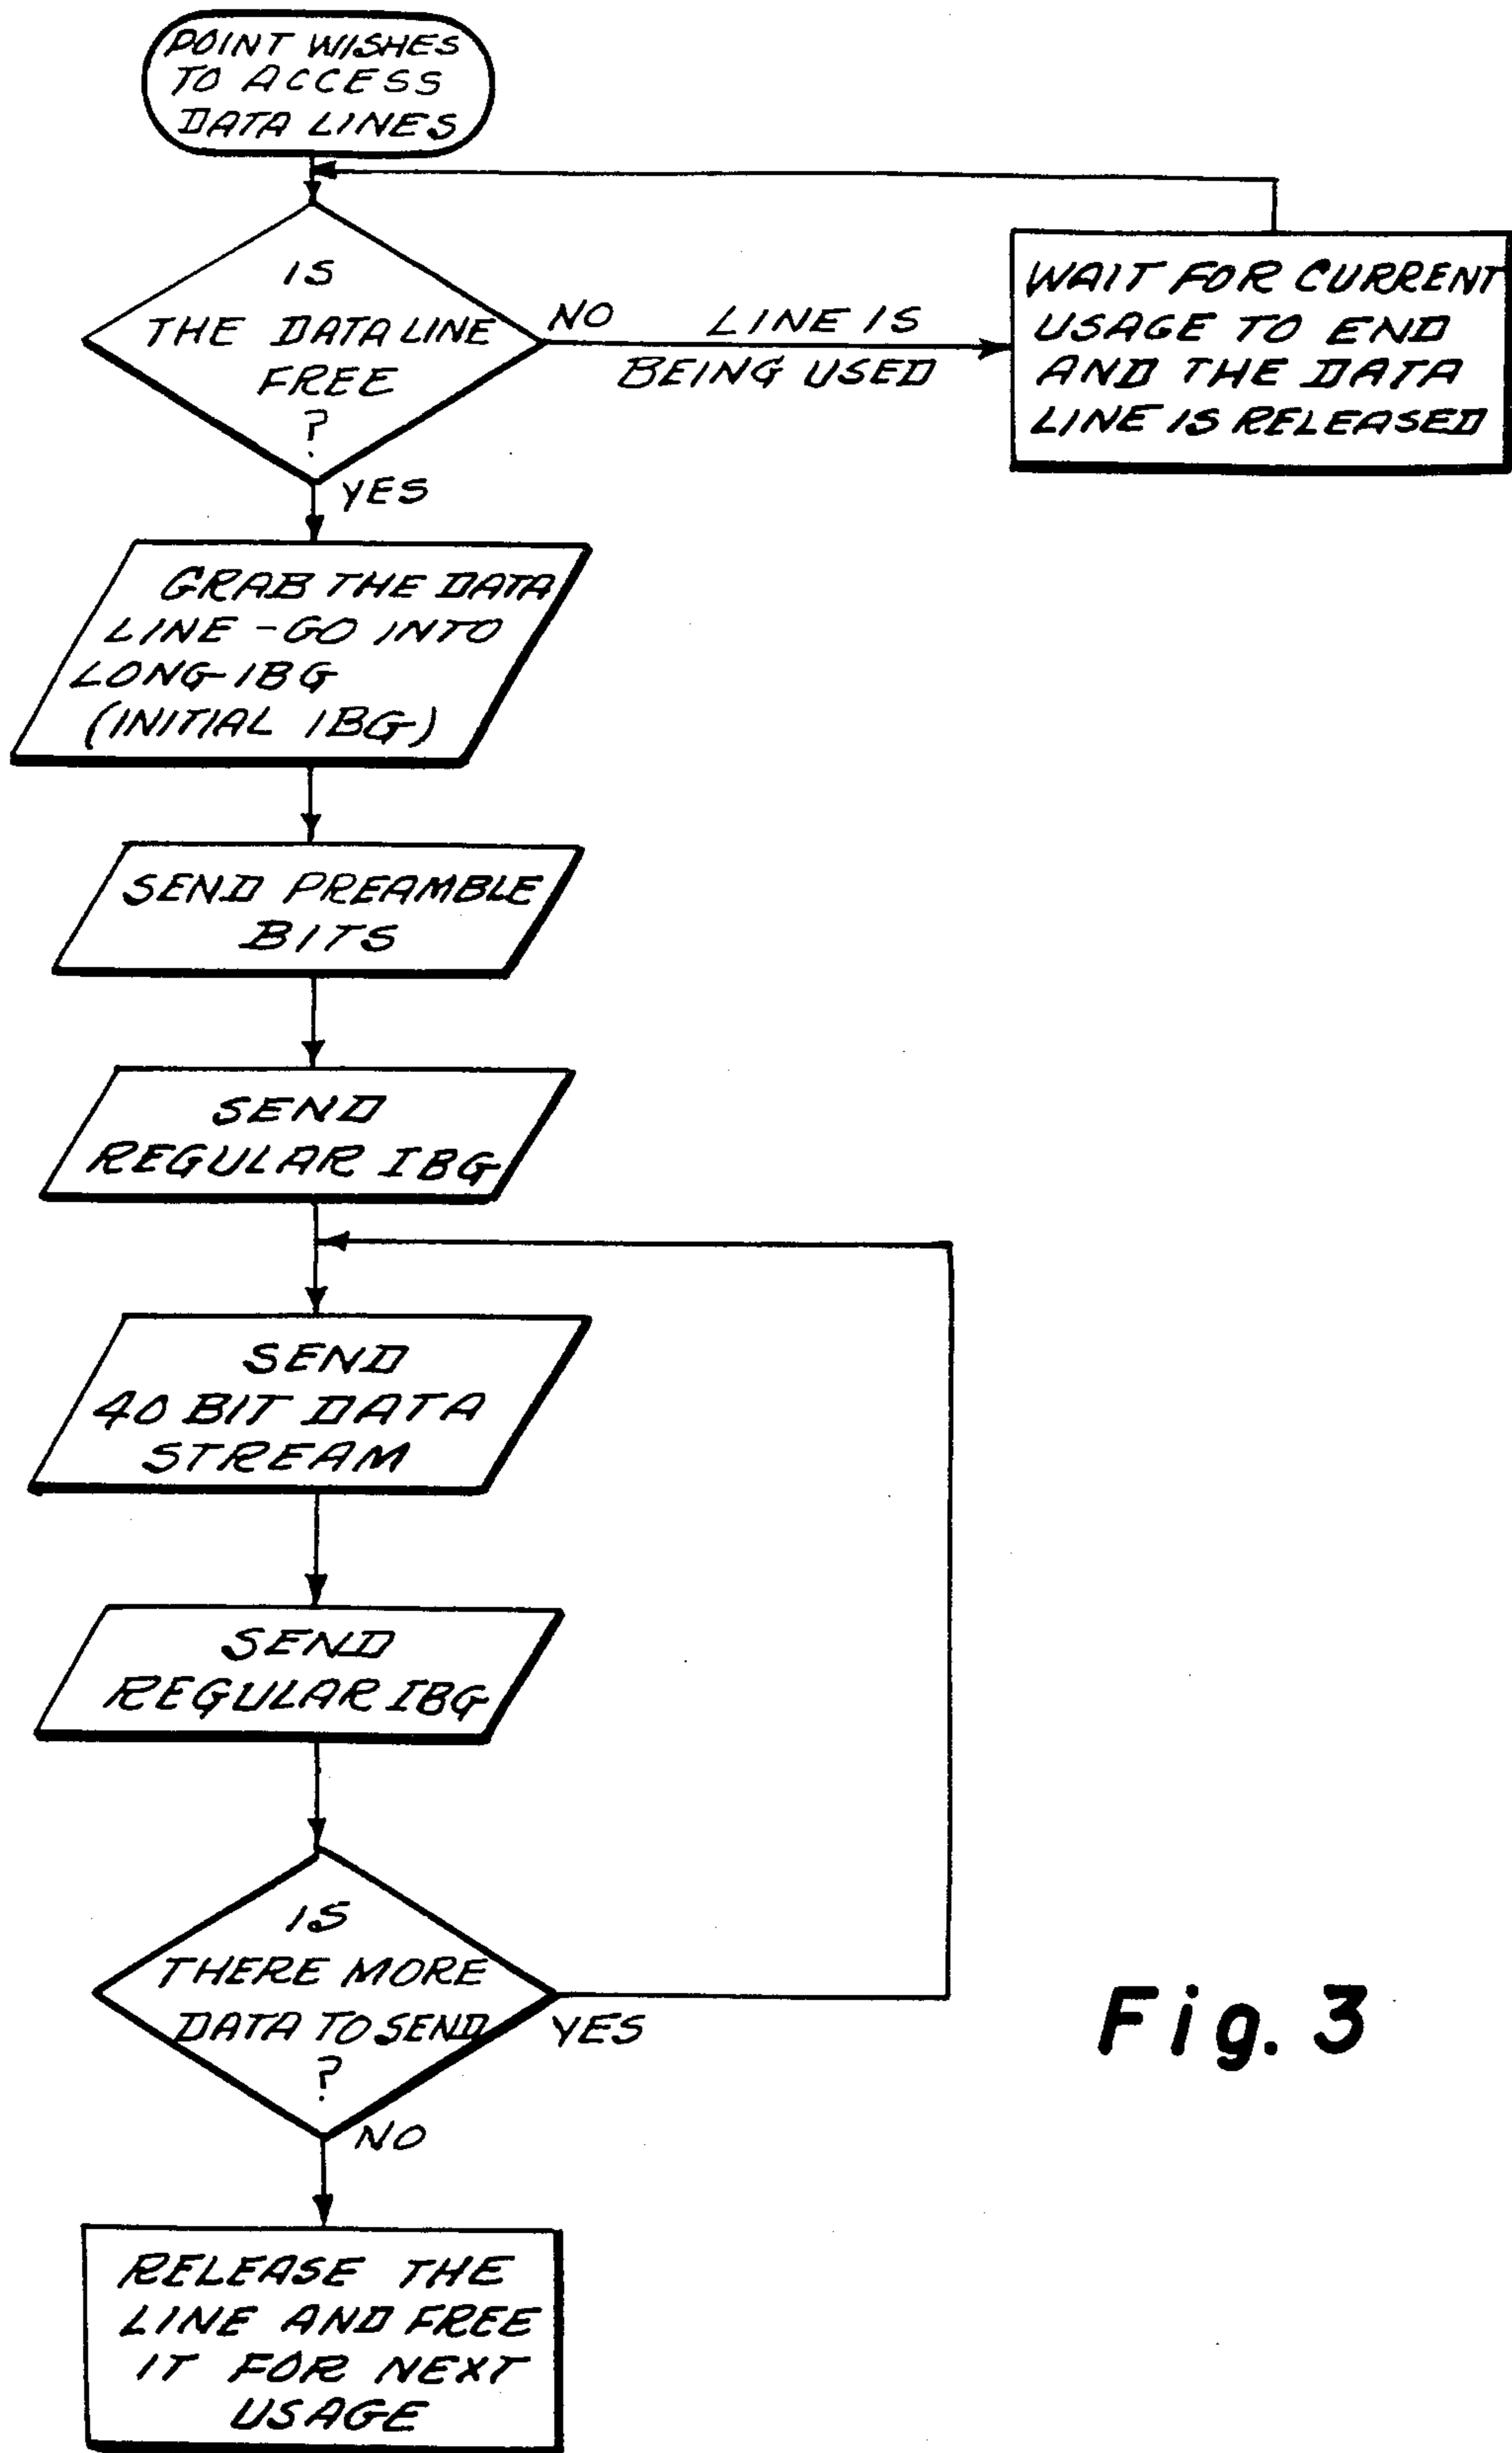 POINT WISHES
TO ACCESS
DATA LINES
IS
THE DATA LINE
FREE
?
NO LINE IS
BEING USED
WAIT FOR CURRENT
USAGE TO END
AND THE DATA
LINE IS RELEASED
YES
GRAB THE DATA
LINE - GO INTO
LONG-IBG
(INITIAL IBG)
SEND PREAMBLE
BITS
SEND
REGULAR IBG
SEND
40 BIT DATA
STREAM
SEND
REGULAR IBG
IS
THERE MORE
DATA TO SEND
?
YES
NO
RELEASE THE
LINE AND FREE
IT FOR NEXT
USAGE
Fig. 3